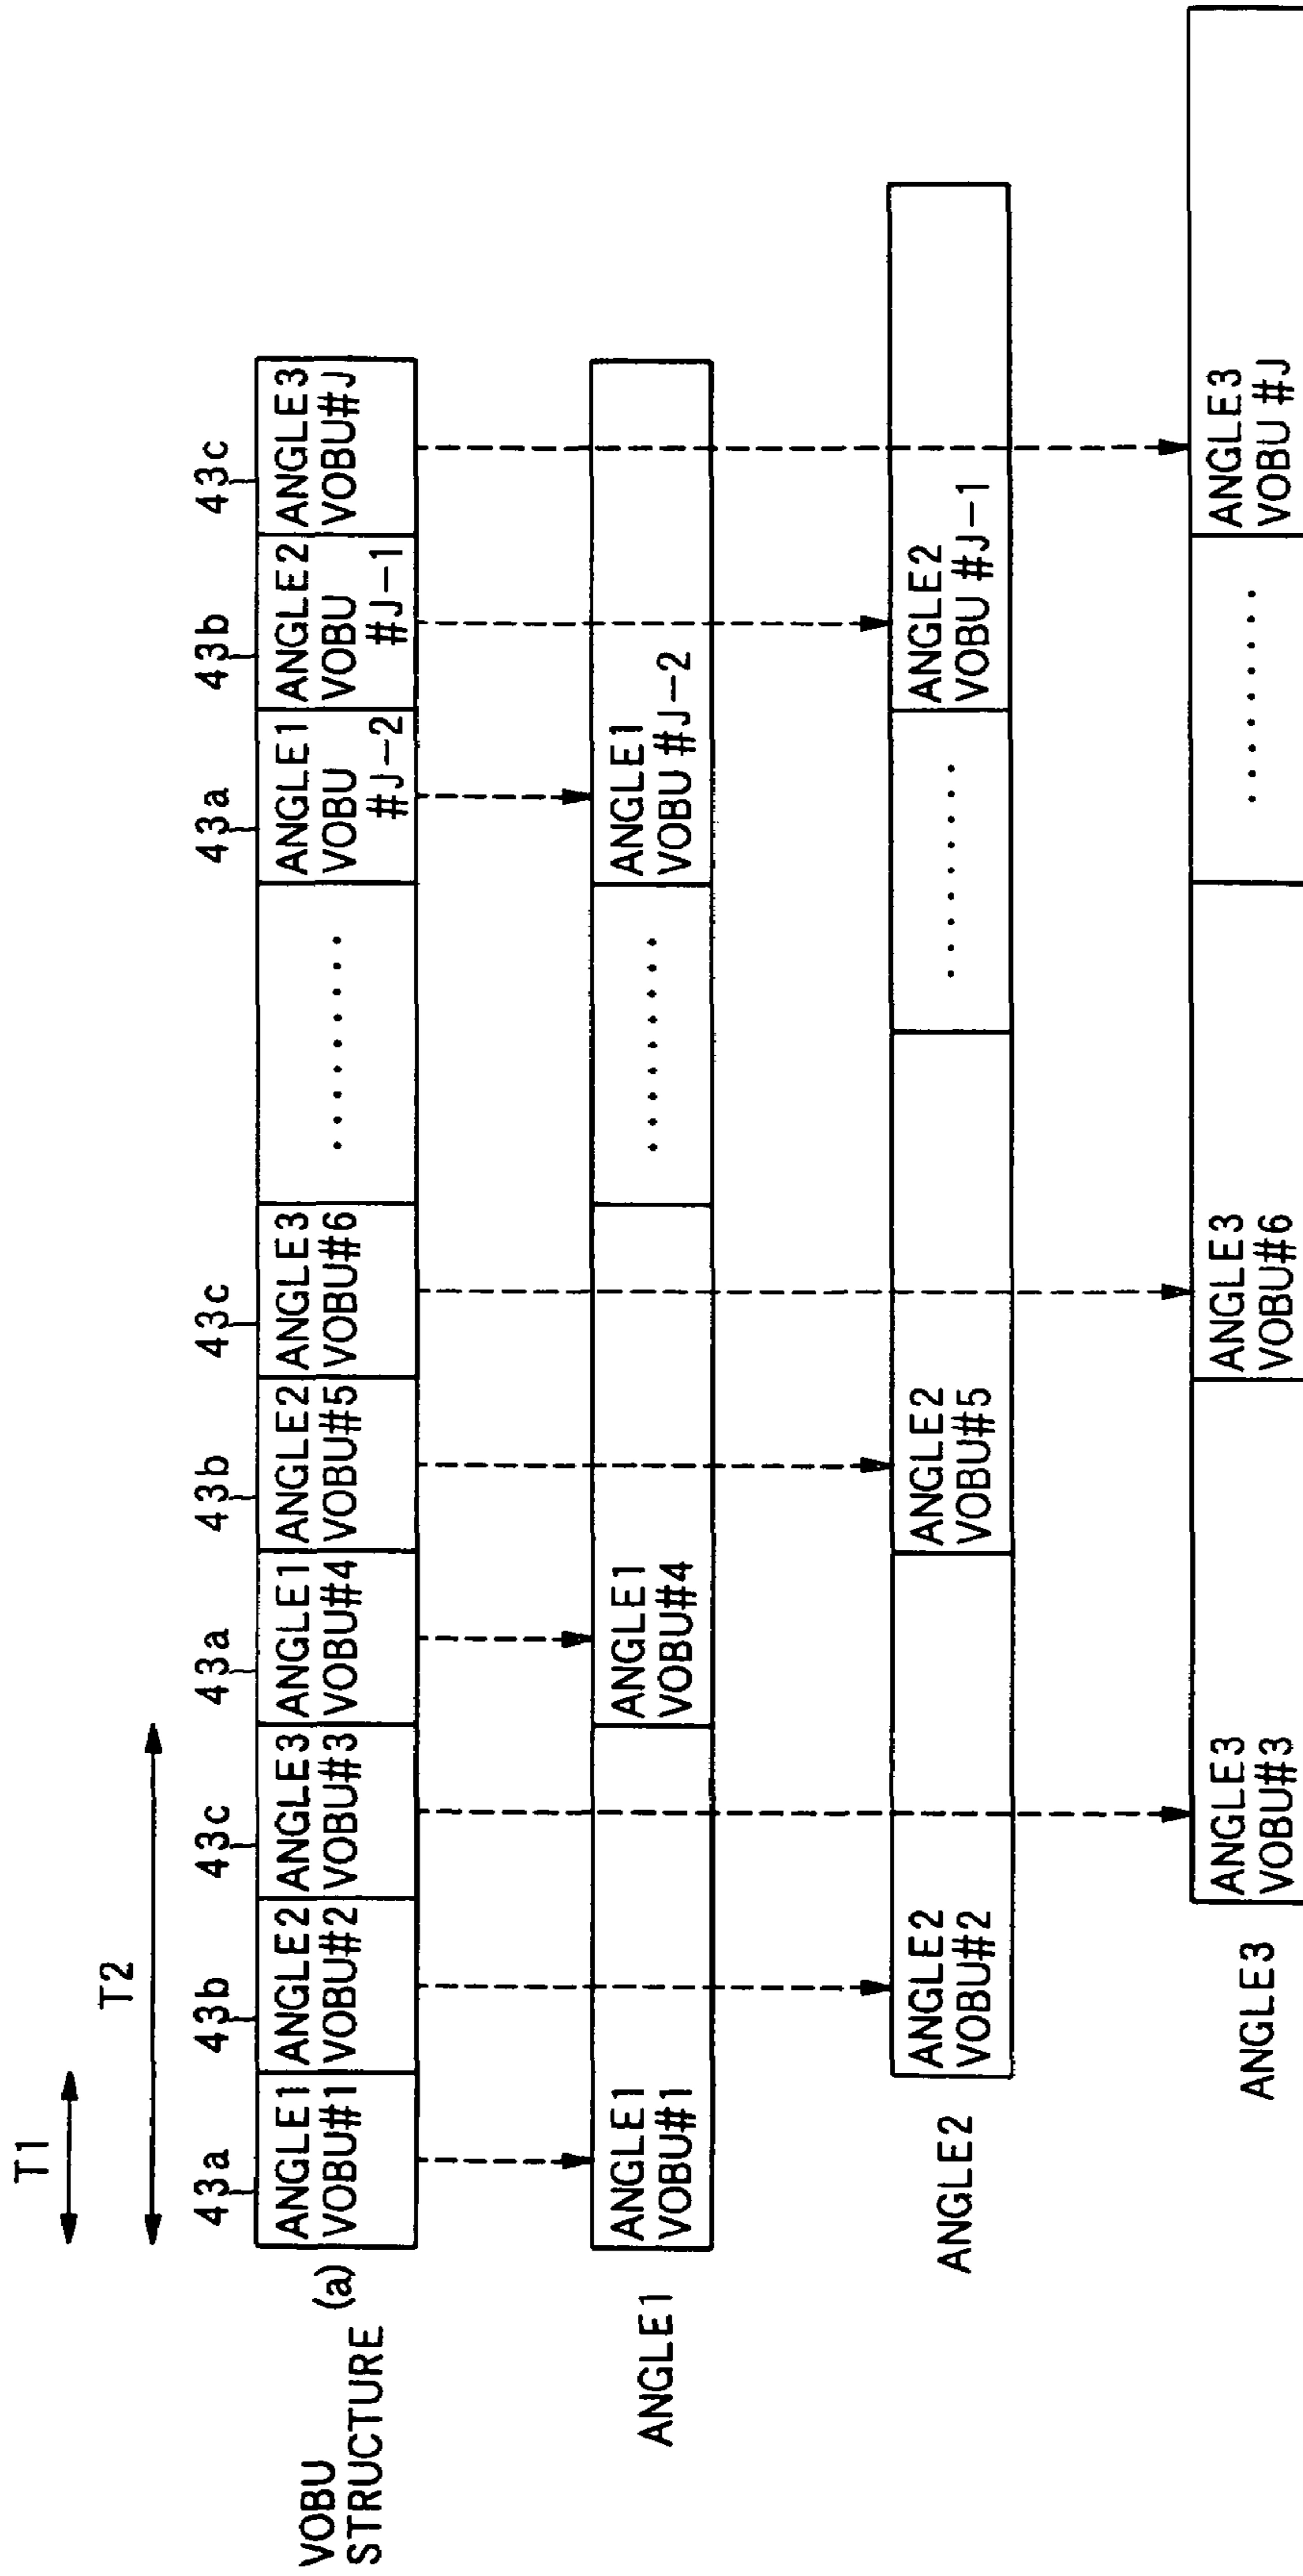 T1
T2
43a 43b 43c 43a 43b 43c 43a 43b 43c
VOBU
STRUCTURE (a)
ANGLE1
VOBU#1
ANGLE2
VOBU#2
ANGLE3
VOBU#3
ANGLE1
VOBU#4
ANGLE2
VOBU#5
ANGLE3
VOBU#6
........
ANGLE1
VOBU
#J-2
ANGLE2
VOBU
#J-1
ANGLE3
VOBU#J
ANGLE1
ANGLE1
VOBU#1
ANGLE1
VOBU#4
.........
ANGLE1
VOBU #J-2
ANGLE2
ANGLE2
VOBU#2
ANGLE2
VOBU#5
.........
ANGLE2
VOBU #J-1
ANGLE3
ANGLE3
VOBU#3
ANGLE3
VOBU#6
.........
ANGLE3
VOBU #J